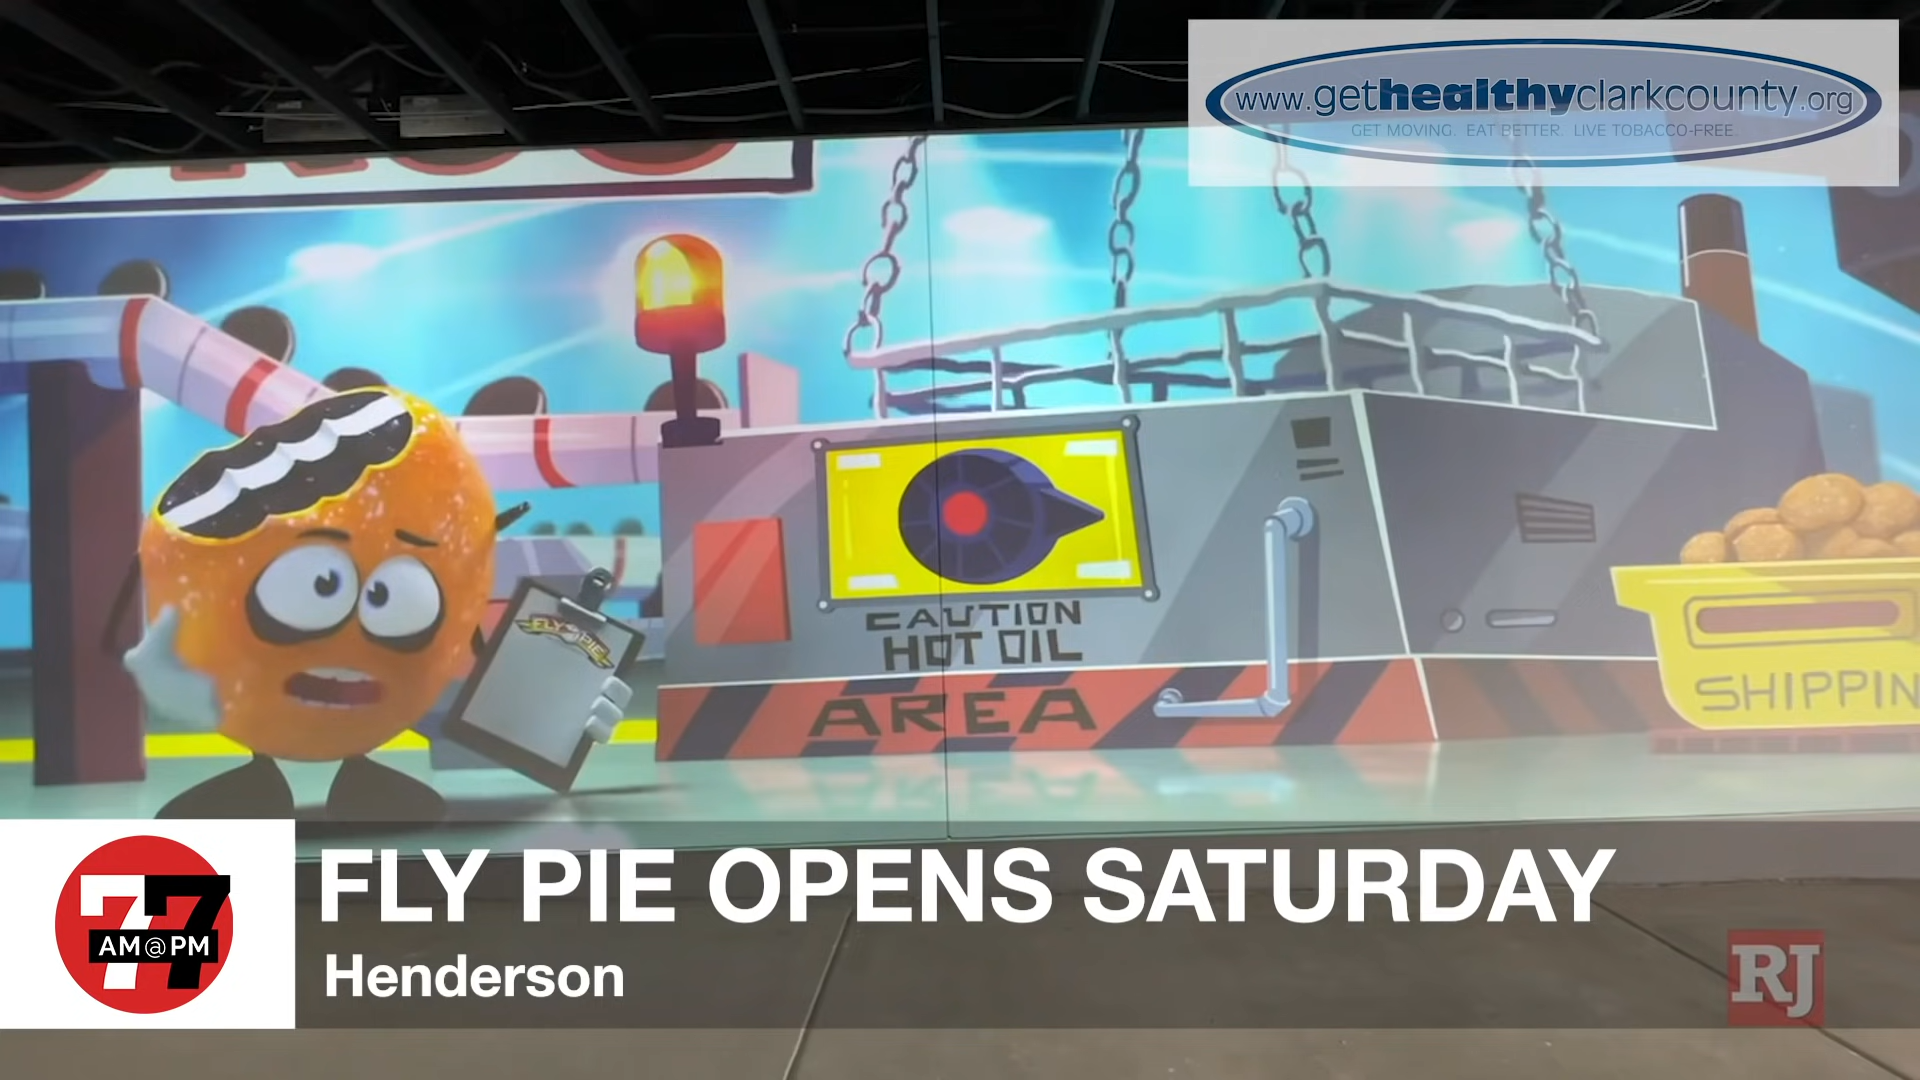 www.gethealthyclarkcounty.org
GET MOVING. EAT BETTER. LIVE TOBACCO-FREE.
FLY PIE
CAUTION
HOT OIL
AREA
SHIPPIN
FLY PIE OPENS SATURDAY
Henderson
77
AM@PM
RJ